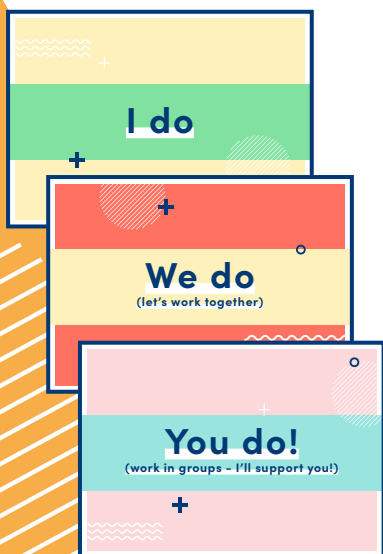 I do
We do
(let's work together)
You do!
(work in groups - I'll support you!)